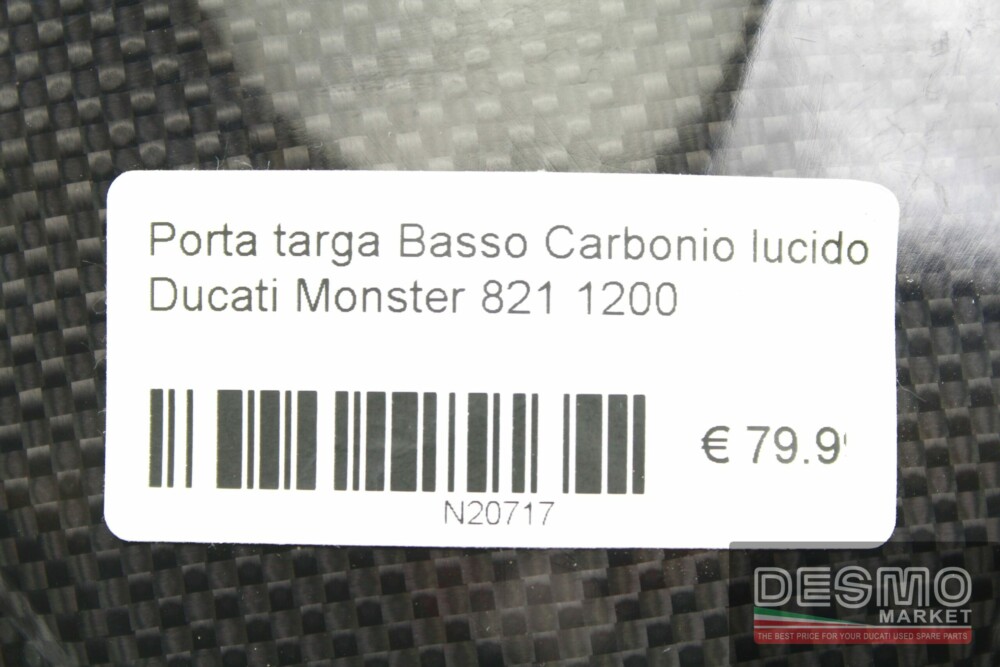 Porta targa Basso Carbonio lucido
Ducati Monster 821 1200
€ 79.9
N20717
DESMO
MARKET
THE BEST PRICE FOR YOUR DUCATI USED SPARE PARTS